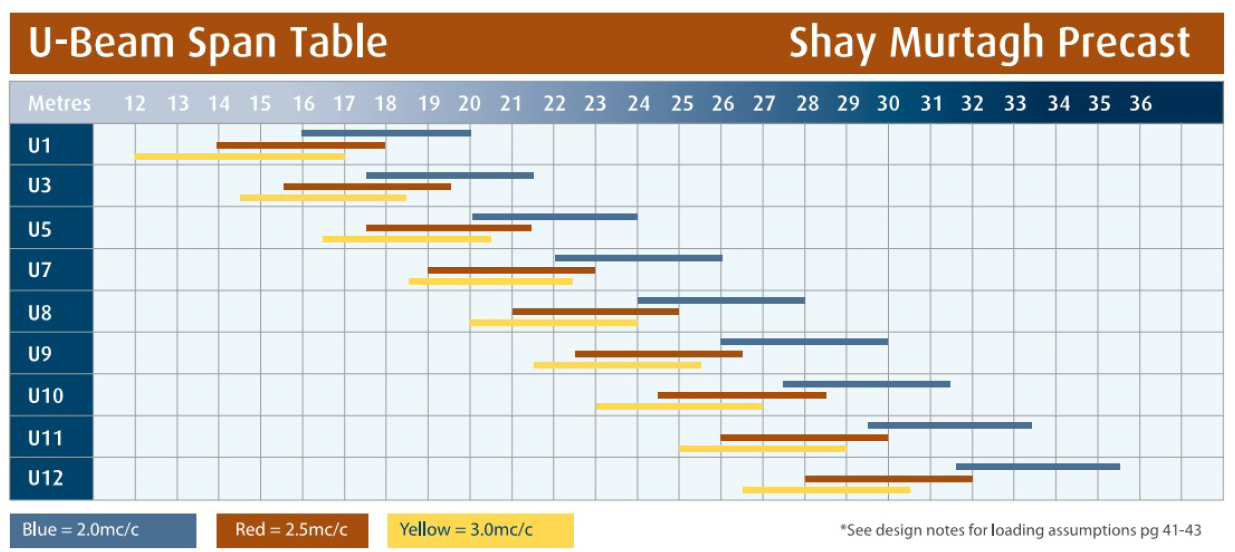 U-Beam Span Table Shay Murtagh Precast
Metres 12 13 14 15 16 17 18 19 20 21 22 23 24 25 26 27 28 29 30 31 32 33 34 35 36
U1
U3
U5
U7
U8
U9
U10
U11
U12
Blue = 2.0mc/c Red = 2.5mc/c Yellow = 3.0mc/c *See design notes for loading assumptions pg 41-43